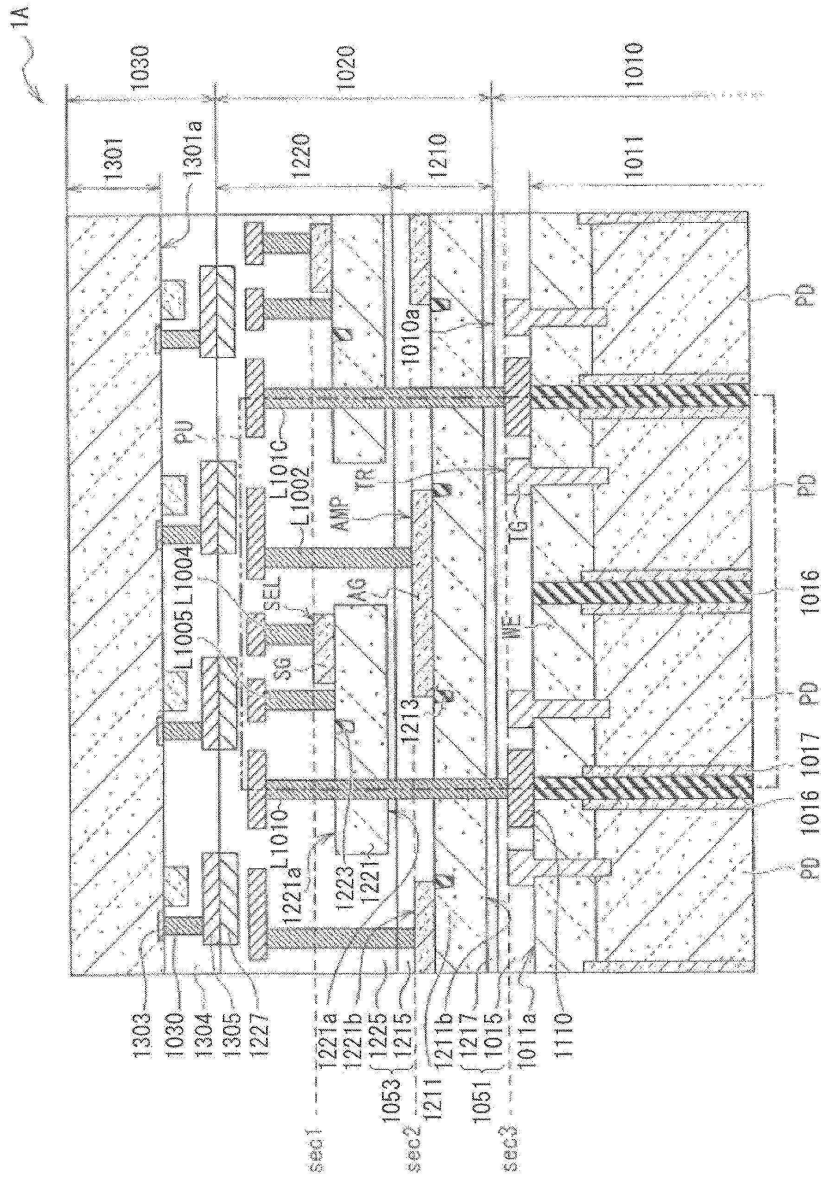 1A
1030
1020
1010
1301
1301a
1220
1210
1011
PU
1010a
PD
L101C
L1002
TR
AMP
TG
PD
L1004
L1005
SEL
AG
SG
WE
1016
1213
PD
L1010
1017
1016
1221a
1223
1221
PD
1303
1030
1304
1305
1227
1221a
1221b
1225
1215
1053
1211
1211b
1217
1015
1051
1011a
1110
sec1
sec2
sec3